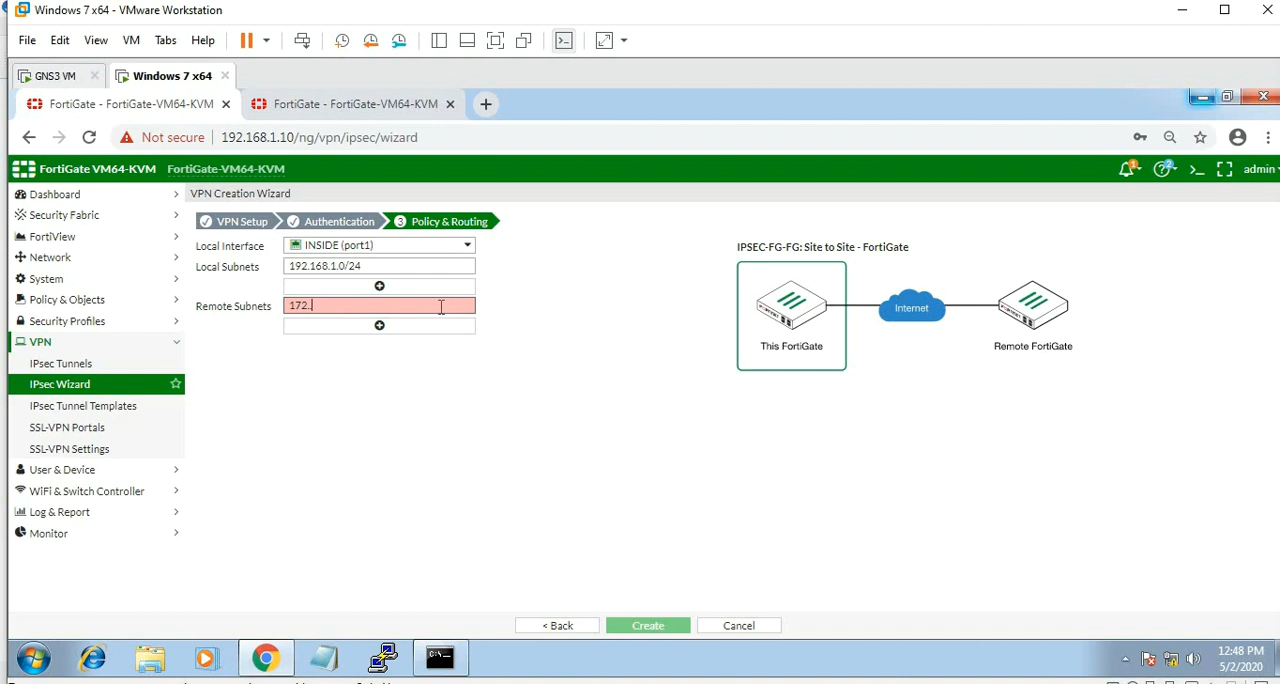 Windows 7 x64 - VMware Workstation
File Edit View VM Tabs Help
GNS3 VM Windows 7 x64
FortiGate - FortiGate-VM64-KVM FortiGate - FortiGate-VM64-KVM
Not secure 192.168.1.10/ng/vpn/ipsec/wizard
FortiGate VM64-KVM FortiGate-VM64-KVM 1 2 admin
Dashboard
Security Fabric
FortiView
Network
System
Policy & Objects
Security Profiles
VPN
IPsec Tunnels
IPsec Wizard
IPsec Tunnel Templates
SSL-VPN Portals
SSL-VPN Settings
User & Device
WiFi & Switch Controller
Log & Report
Monitor
VPN Creation Wizard
VPN Setup Authentication 3 Policy & Routing
Local Interface INSIDE (port1)
Local Subnets 192.168.1.0/24
Remote Subnets 172.
IPSEC-FG-FG: Site to Site - FortiGate
Internet
This FortiGate Remote FortiGate
< Back Create Cancel
12:48 PM
5/2/2020